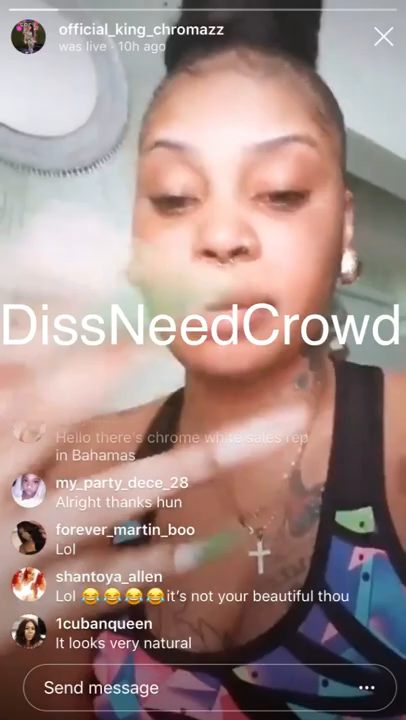 official_king_chromazz
was live · 10h ago
DissNeedCrowd
Hello there's chrome white sales rep
in Bahamas
my_party_dece_28
Alright thanks hun
forever_martin_boo
Lol
shantoya_allen
Lol 😂😂😂😂it's not your beautiful thou
1cubanqueen
It looks very natural
Send message